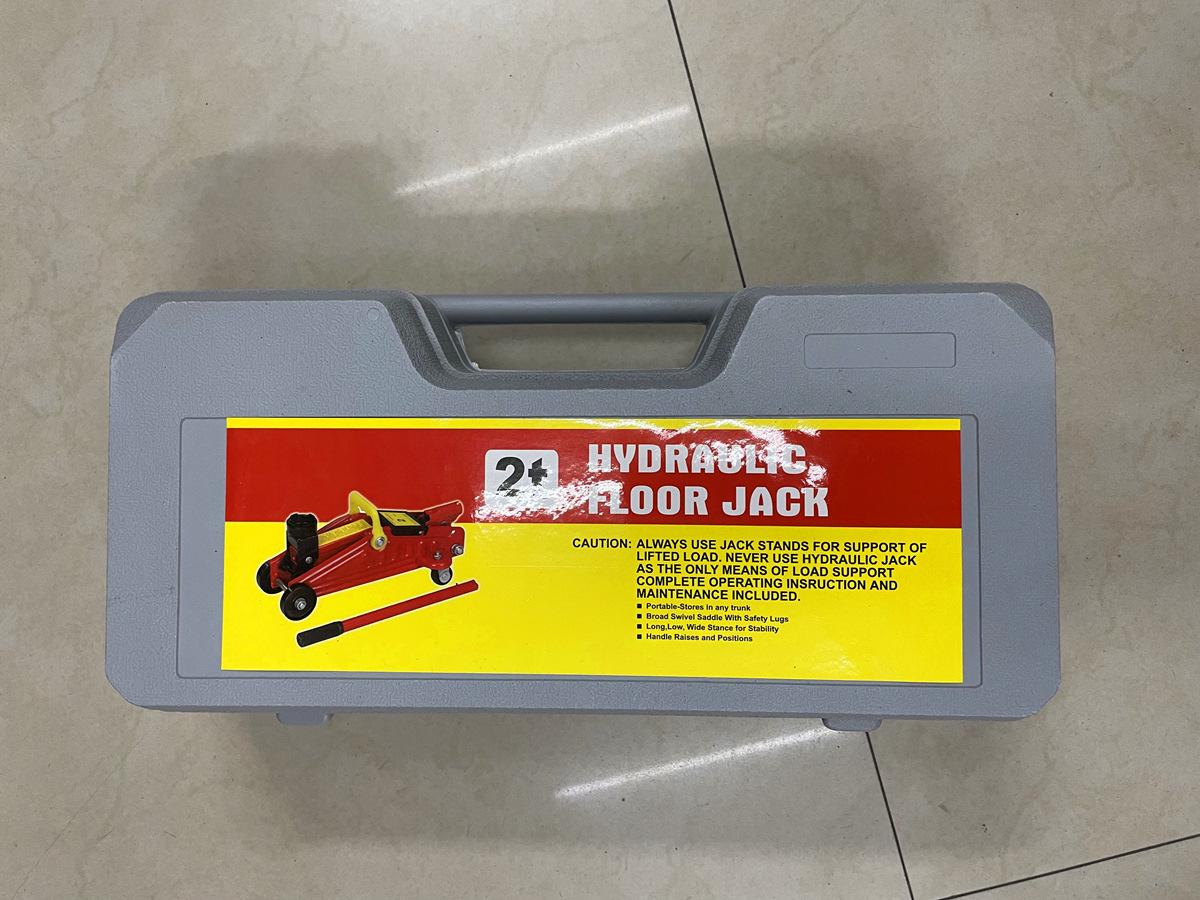 2t
HYDRAULIC
FLOOR JACK
CAUTION: ALWAYS USE JACK STANDS FOR SUPPORT OF
LIFTED LOAD. NEVER USE HYDRAULIC JACK
AS THE ONLY MEANS OF LOAD SUPPORT
COMPLETE OPERATING INSRUCTION AND
MAINTENANCE INCLUDED.
■ Portable-Stores in any trunk
■ Broad Swivel Saddle With Safety Lugs
■ Long,Low, Wide Stance for Stability
■ Handle Raises and Positions